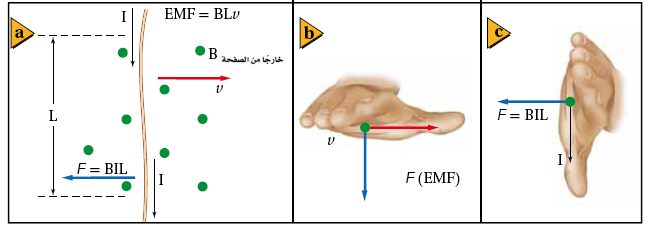 a
I
EMF = BLv
B خارجًا من الصفحة
v
L
F = BIL
I
b
v
F (EMF)
c
F = BIL
I